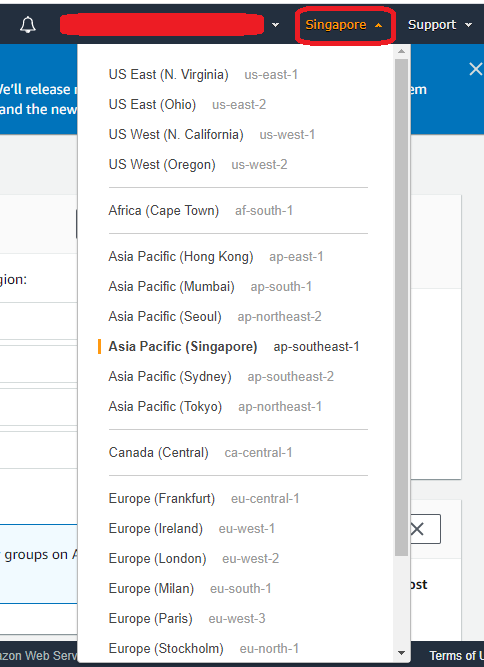 Singapore Support
US East (N. Virginia) us-east-1
've'll release em
US East (Ohio) us-east-2
and the new
US West (N. California) us-west-1
US West (Oregon) us-west-2
Africa (Cape Town) af-south-1
Asia Pacific (Hong Kong) ap-east-1
gion:
Asia Pacific (Mumbai) ap-south-1
Asia Pacific (Seoul) ap-northeast-2
Asia Pacific (Singapore) ap-southeast-1
Asia Pacific (Sydney) ap-southeast-2
Asia Pacific (Tokyo) ap-northeast-1
Canada (Central) ca-central-1
Europe (Frankfurt) eu-central-1
Europe (Ireland) eu-west-1
groups on A
Europe (London) eu-west-2
Europe (Milan) eu-south-1 ost
Europe (Paris) eu-west-3
Europe (Stockholm) eu-north-1
zon Web Serv Terms of U